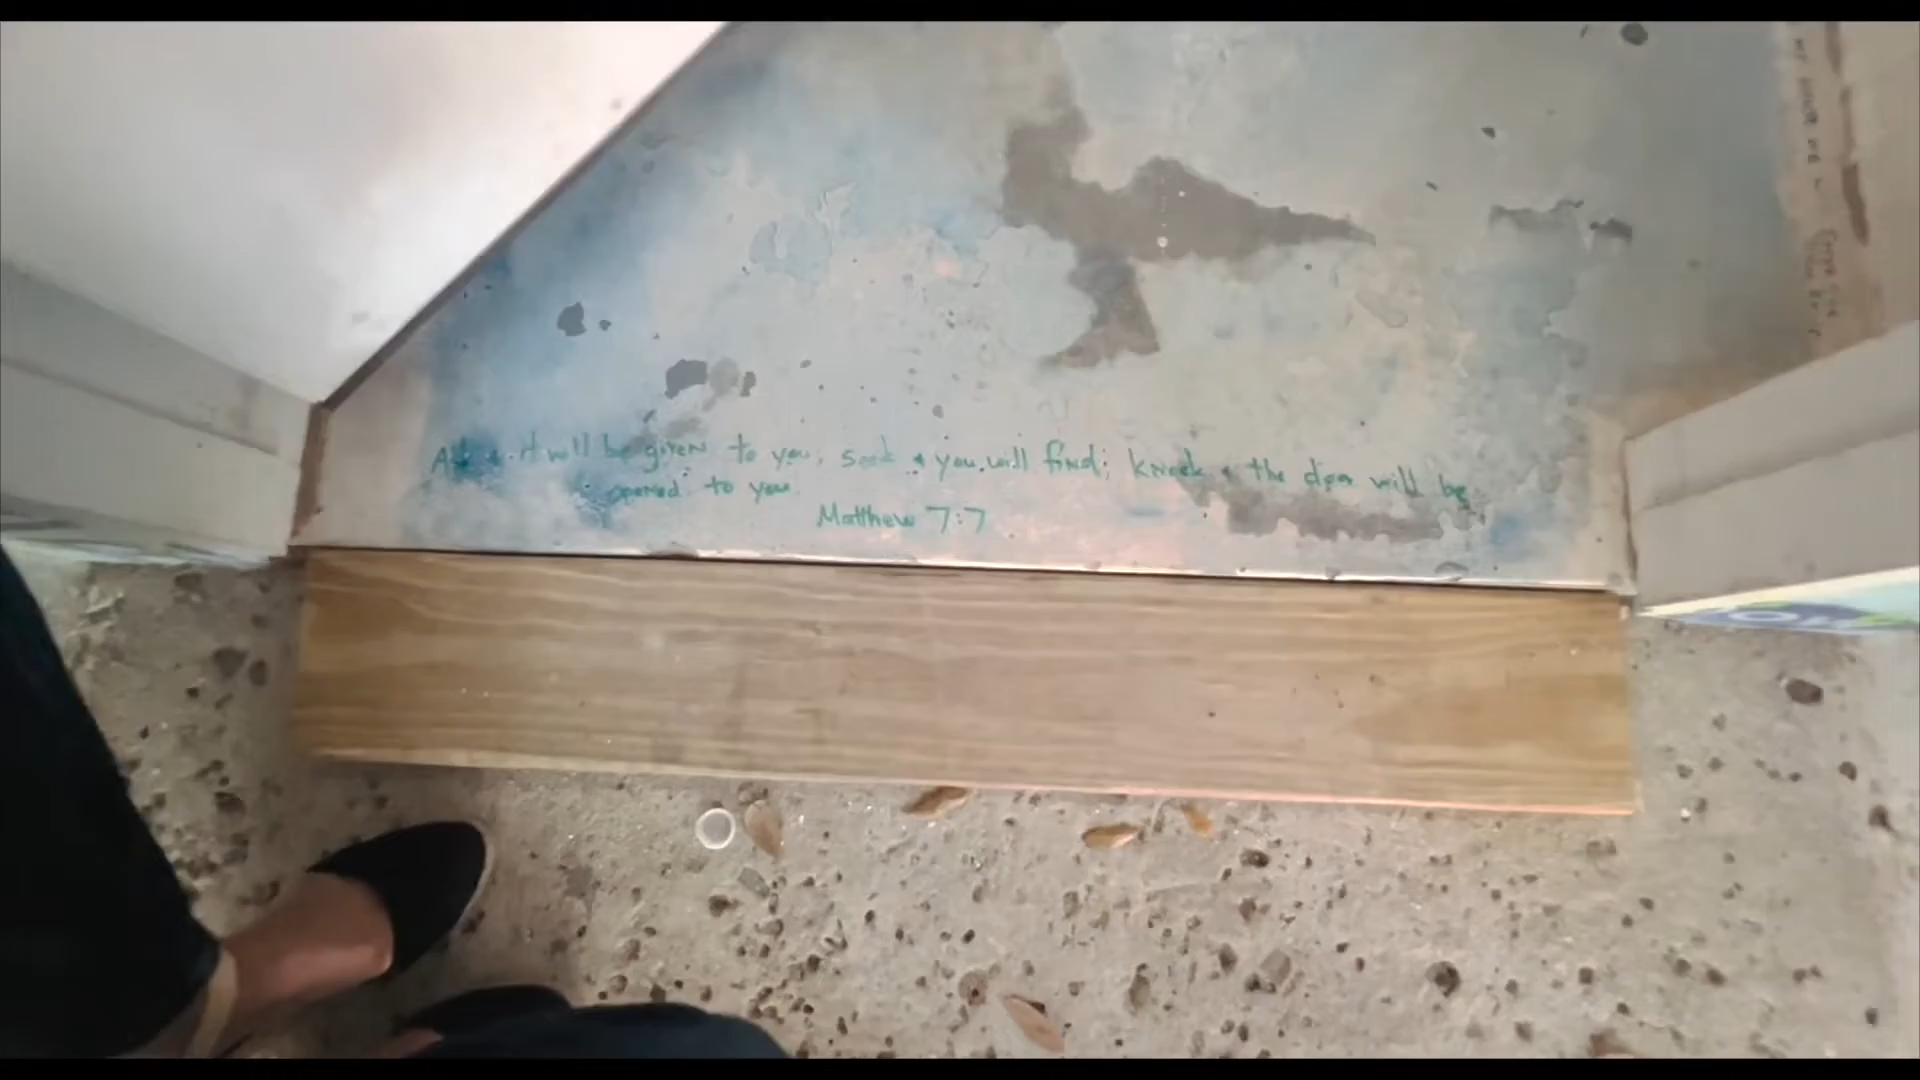 Ask & it will be given to you; seek & you will find; knock & the door will be
opened to you
Matthew 7:7